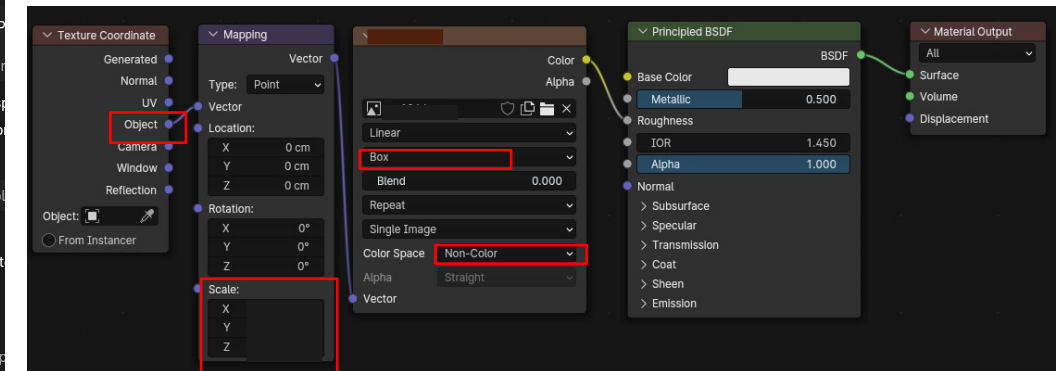 Texture Coordinate
Generated
Normal
UV
Object
Camera
Window
Reflection
Object:
From Instancer
Mapping
Vector
Type: Point
Vector
Location:
X 0 cm
Y 0 cm
Z 0 cm
Rotation:
X 0°
Y 0°
Z 0°
Scale:
X
Y
Z
Color
Alpha
Linear
Box
Blend 0.000
Repeat
Single Image
Color Space Non-Color
Alpha Straight
Vector
Principled BSDF
BSDF
Base Color
Metallic 0.500
Roughness
IOR 1.450
Alpha 1.000
Normal
Subsurface
Specular
Transmission
Coat
Sheen
Emission
Material Output
All
Surface
Volume
Displacement